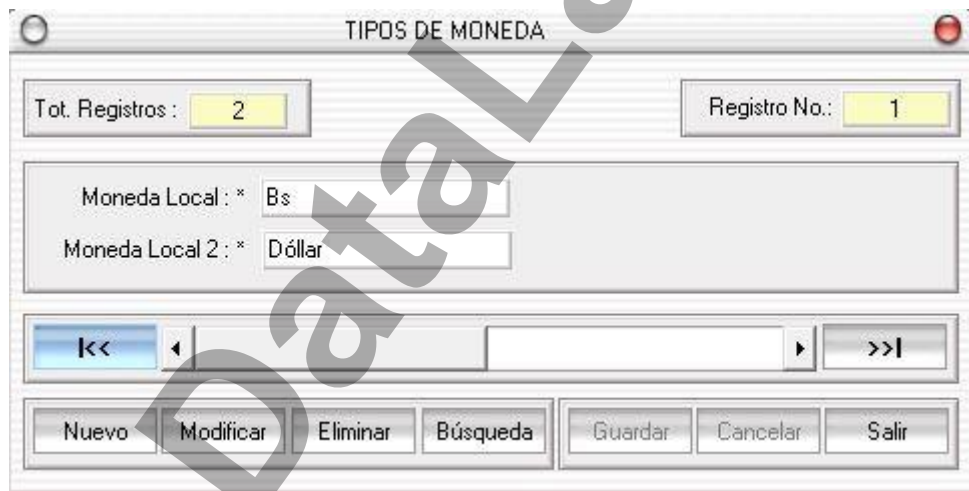 TIPOS DE MONEDA
Tot. Registros : 2
Registro No.: 1
Moneda Local : * Bs
Moneda Local 2 : * Dóllar
|<< >>|
Nuevo Modificar Eliminar Búsqueda Guardar Cancelar Salir